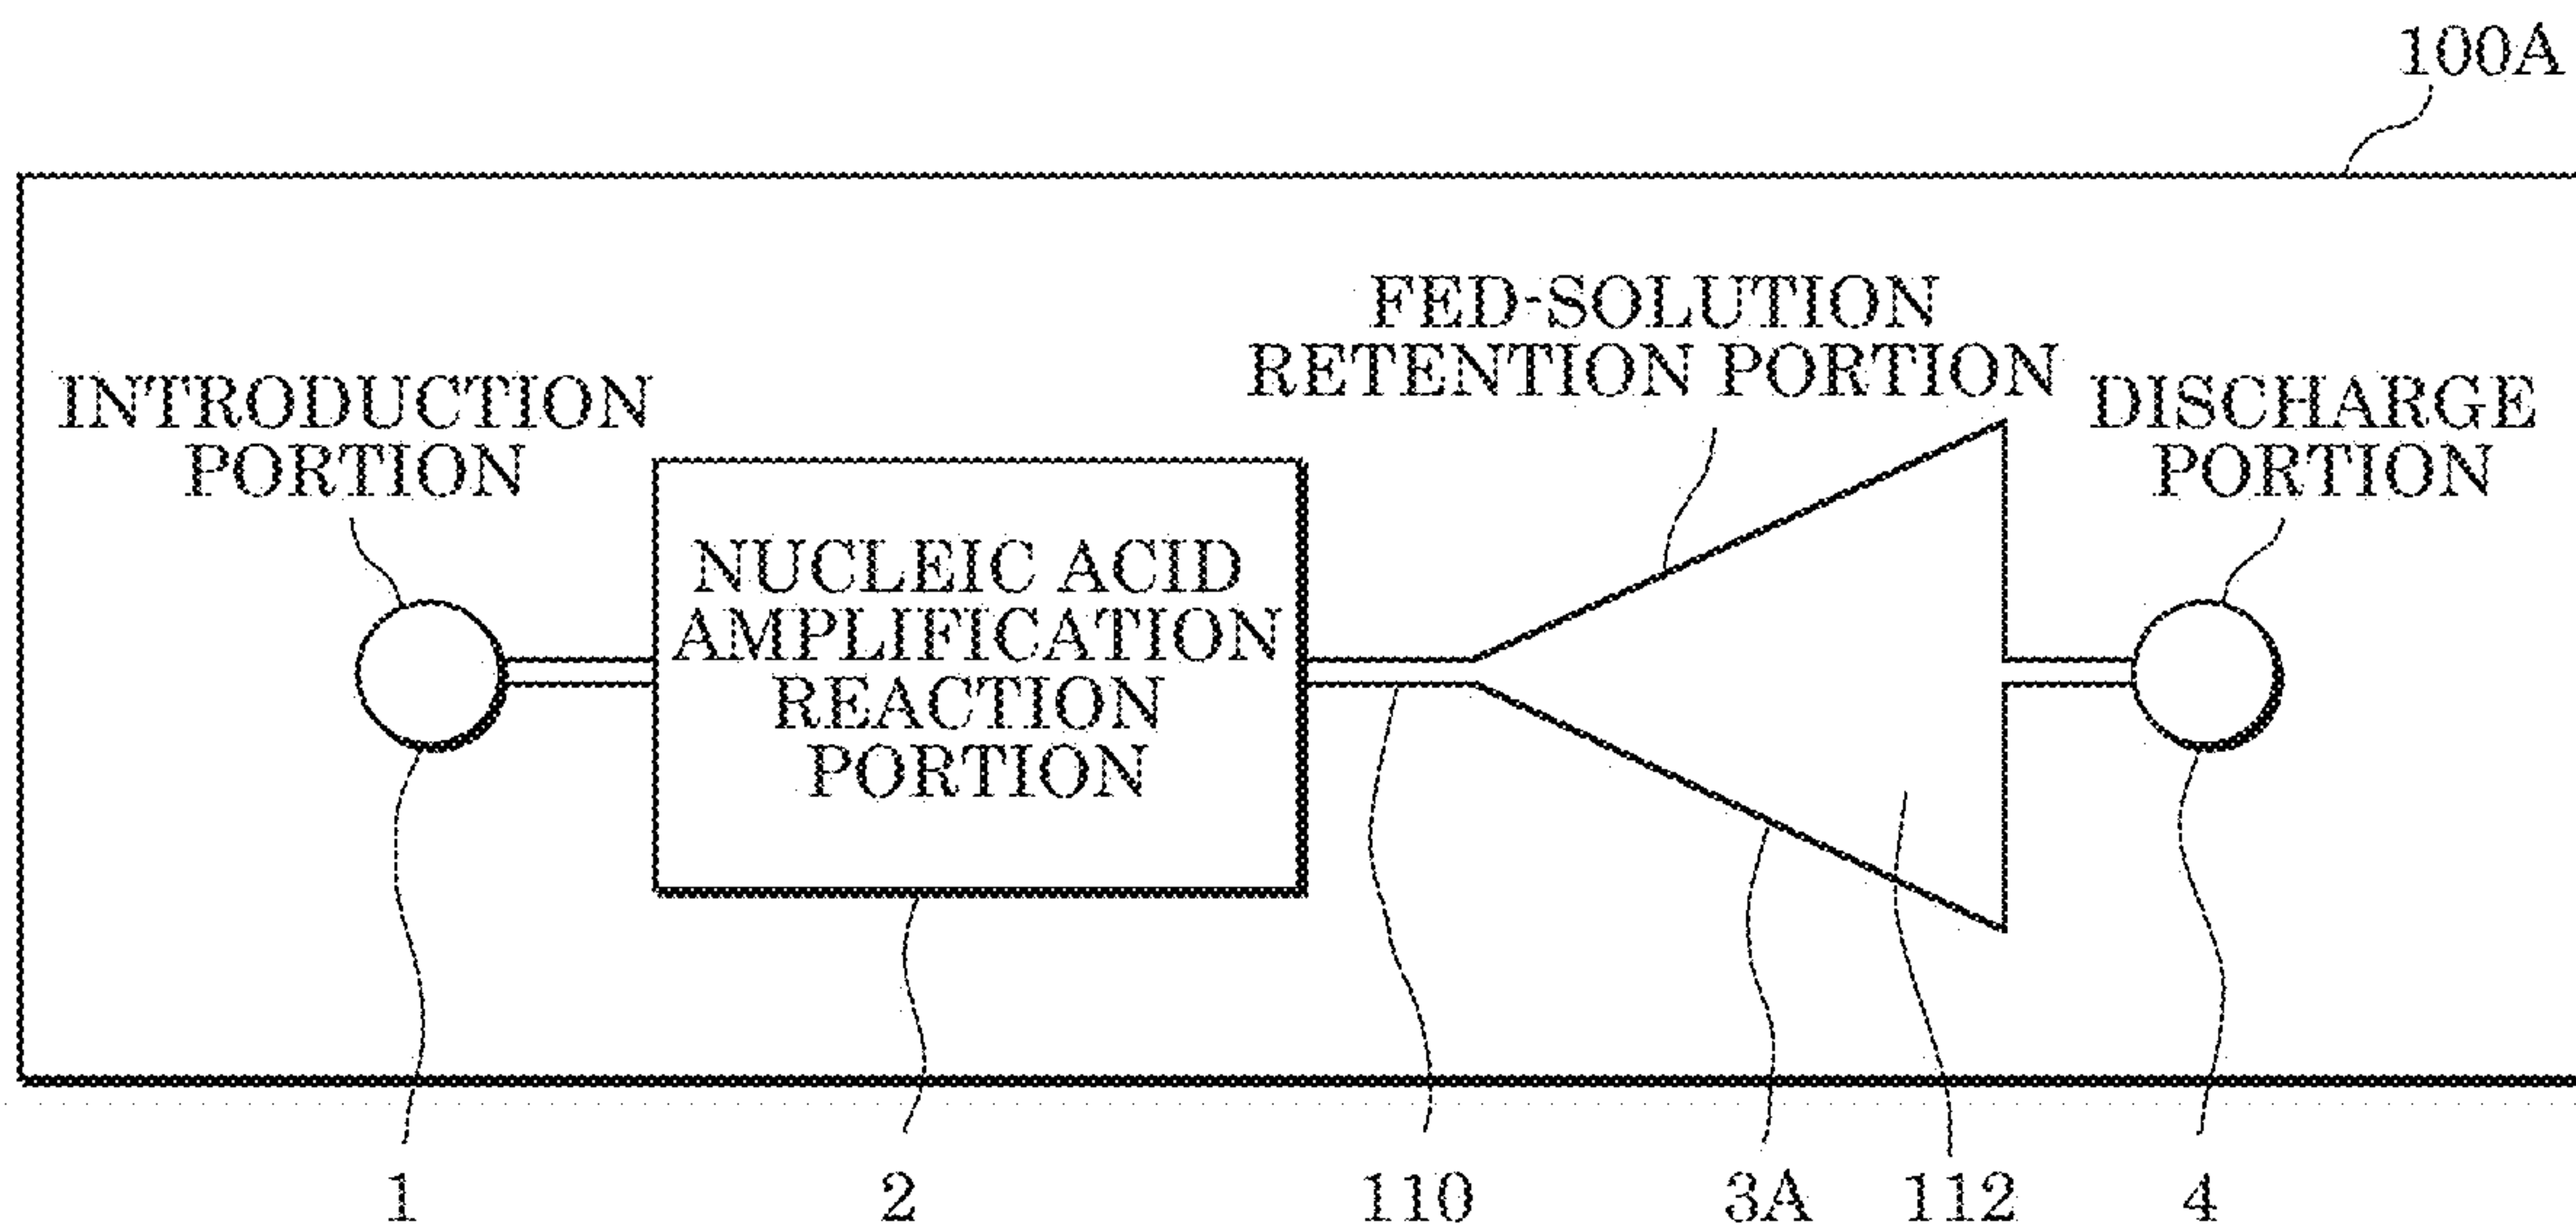 100A
FED-SOLUTION
RETENTION PORTION
INTRODUCTION
PORTION
DISCHARGE
PORTION
NUCLEIC ACID
AMPLIFICATION
REACTION
PORTION
1
2
110
3A
112
4